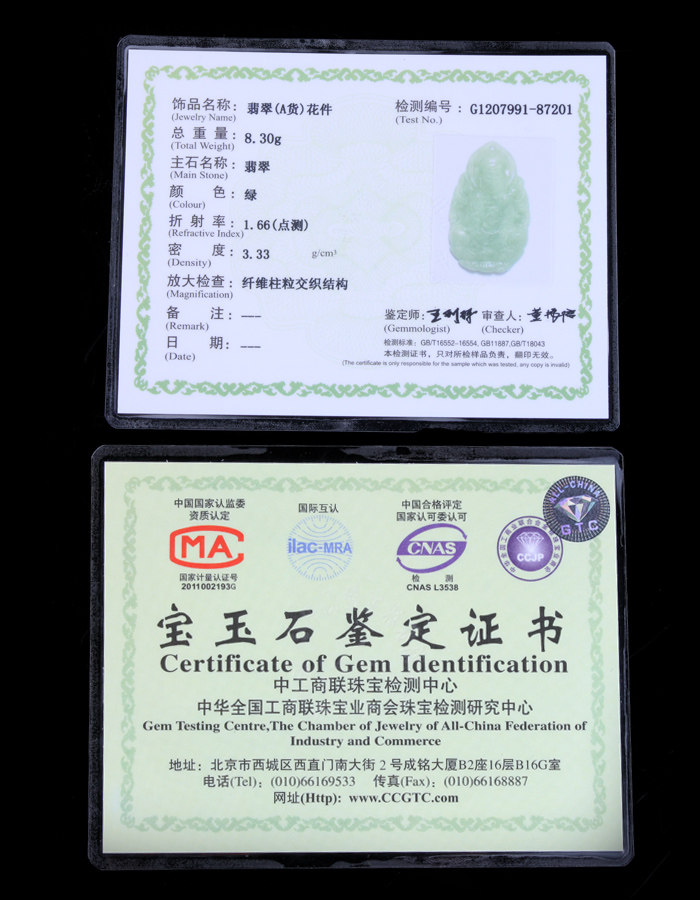 饰品名称：翡翠(A货)花件
(Jewelry Name)
检测编号：G1207991-87201
(Test No.)
总重量：8.30g
(Total Weight)
主石名称：翡翠
(Main Stone)
颜 色：绿
(Colour)
折射率：1.66(点测)
(Refractive Index)
密 度：3.33 g/cm³
(Density)
放大检查：纤维柱粒交织结构
(Magnification)
备 注：---
(Remark)
日 期：---
(Date)
鉴定师： 审查人：
(Gemmologist) (Checker)
检测标准：GB/T16552-16554, GB11887,GB/T18043
本检测证书，只对所检样品负责，翻印无效。
(The certificate is only responsible for the sample which was tested, any copy is invalid)
中国国家认监委
资质认定
MA
国家计量认证号
2011002193G
国际互认
ilac-MRA
中国合格评定
国家认可委认可
CNAS
检 测
CNAS L3538
CCJP
ALL CHINA
GTC
宝玉石鉴定证书
Certificate of Gem Identification
中工商联珠宝检测中心
中华全国工商联珠宝业商会珠宝检测研究中心
Gem Testing Centre,The Chamber of Jewelry of All-China Federation of
Industry and Commerce
地址：北京市西城区西直门南大街2号成铭大厦B2座16层B16G室
电话(Tel)：(010)66169533 传真(Fax)：(010)66168887
网址(Http)：www.CCGTC.com